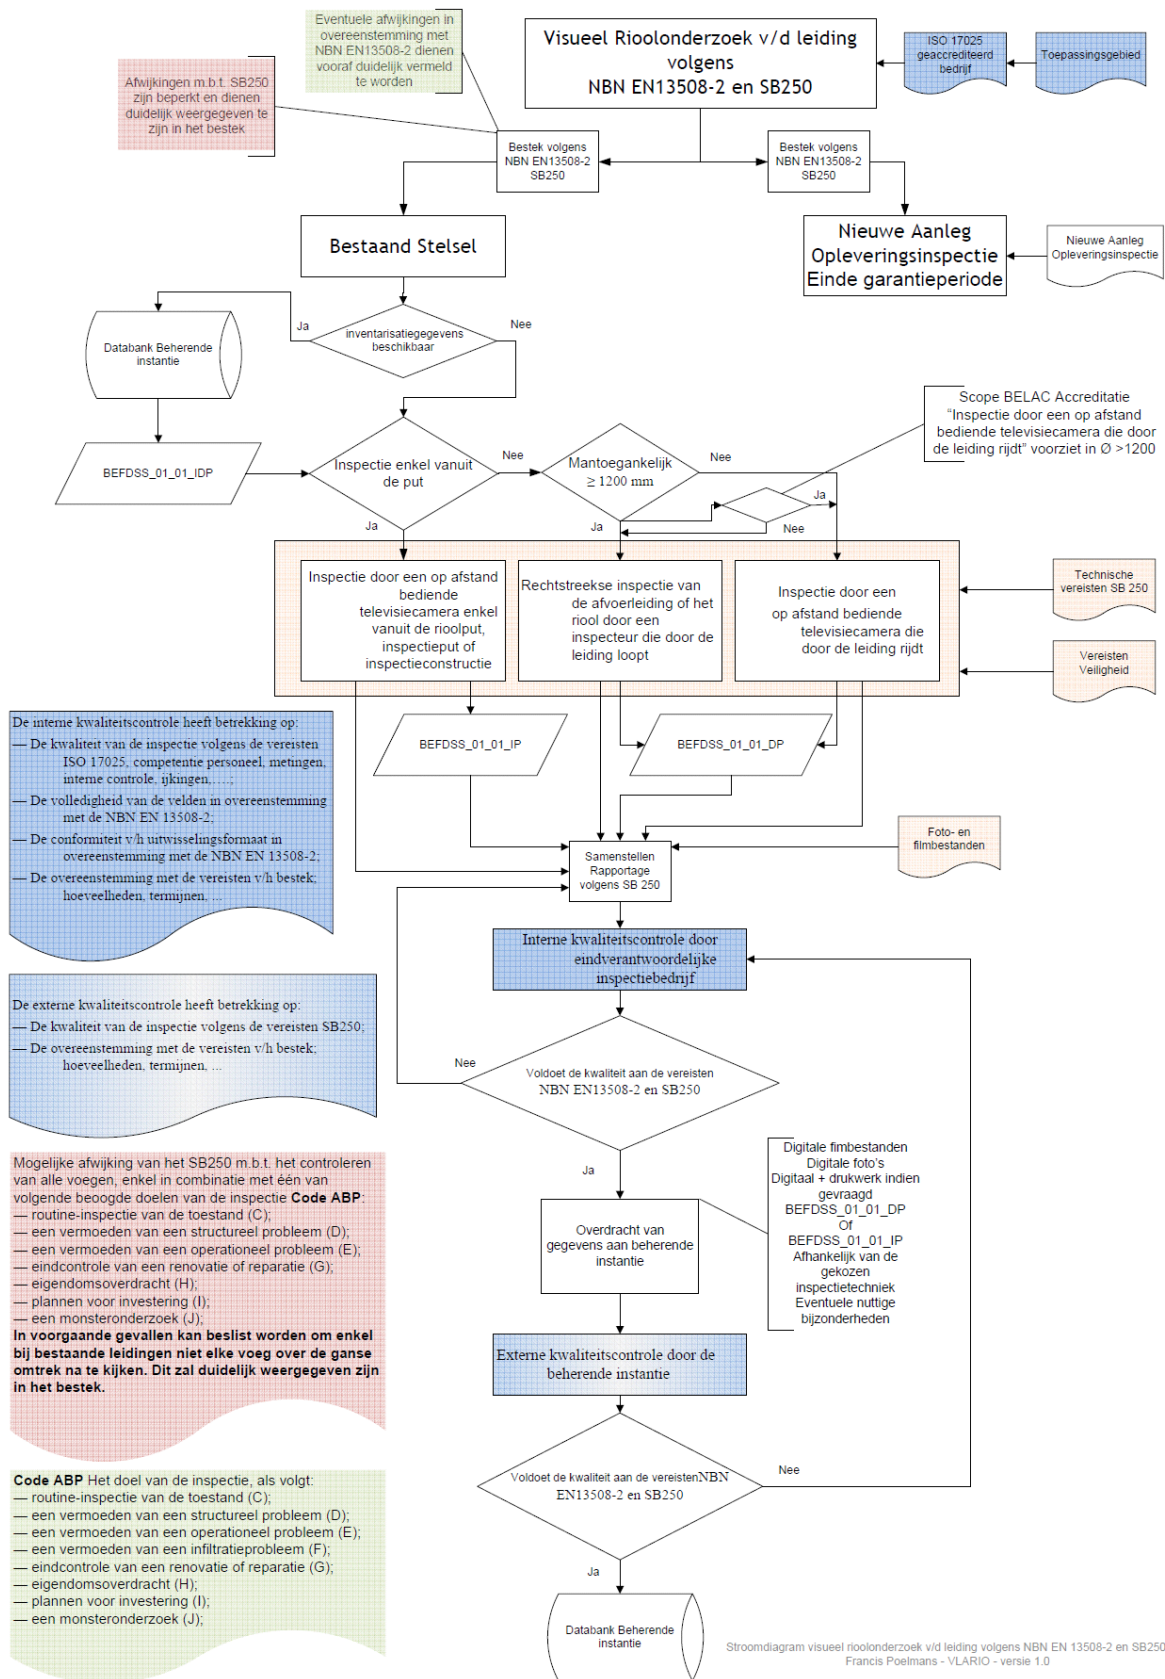 Eventuele afwijkingen in
overeenstemming met
NBN EN13508-2 dienen
vooraf duidelijk vermeld
te worden
Visueel Rioolonderzoek v/d leiding
volgens
NBN EN13508-2 en SB250
ISO 17025
geaccrediteerd
bedrijf
Toepassingsgebied
Afwijkingen m.b.t. SB250
zijn beperkt en dienen
duidelijk weergegeven te
zijn in het bestek
Bestek volgens
NBN EN13508-2
SB250
Bestek volgens
NBN EN13508-2
SB250
Bestaand Stelsel
Nieuwe Aanleg
Opleveringsinspectie
Einde garantieperiode
Nieuwe Aanleg
Opleveringsinspectie
Ja
Nee
inventarisatiegegevens
beschikbaar
Databank Beherende
instantie
Scope BELAC Accreditatie
“Inspectie door een op afstand
bediende televisiecamera die door
de leiding rijdt” voorziet in Ø >1200
BEFDSS_01_01_IDP
Inspectie enkel vanuit
de put
Nee
Mantoegankelijk
≥ 1200 mm
Nee
Ja
Ja
Ja
Nee
Inspectie door een op afstand
bediende
televisiecamera enkel
vanuit de rioolput,
inspectieput of
inspectieconstructie
Rechtstreekse inspectie van
de afvoerleiding of het
riool door een
inspecteur die door de
leiding loopt
Inspectie door een
op afstand bediende
televisiecamera die
door de leiding rijdt
Technische
vereisten SB 250
Vereisten
Veiligheid
BEFDSS_01_01_IP
BEFDSS_01_01_DP
De interne kwaliteitscontrole heeft betrekking op:
— De kwaliteit van de inspectie volgens de vereisten
ISO 17025, competentie personeel, metingen,
interne controle, ijkingen,….;
— De volledigheid van de velden in overeenstemming
met de NBN EN 13508-2;
— De conformiteit v/h uitwisselingsformaat in
overeenstemming met de NBN EN 13508-2;
— De overeenstemming met de vereisten v/h bestek;
hoeveelheden, termijnen, ...
Samenstellen
Rapportage
volgens SB 250
Foto- en
filmbestanden
Interne kwaliteitscontrole door
eindverantwoordelijke
inspectiebedrijf
De externe kwaliteitscontrole heeft betrekking op:
— De kwaliteit van de inspectie volgens de vereisten SB250;
— De overeenstemming met de vereisten v/h bestek;
hoeveelheden, termijnen, ...
Nee
Voldoet de kwaliteit aan de vereisten
NBN EN13508-2 en SB250
Ja
Mogelijke afwijking van het SB250 m.b.t. het controleren
van alle voegen, enkel in combinatie met één van
volgende beoogde doelen van de inspectie Code ABP:
— routine-inspectie van de toestand (C);
— een vermoeden van een structureel probleem (D);
— een vermoeden van een operationeel probleem (E);
— eindcontrole van een renovatie of reparatie (G);
— eigendomsoverdracht (H);
— plannen voor investering (I);
— een monsteronderzoek (J);
In voorgaande gevallen kan beslist worden om enkel
bij bestaande leidingen niet elke voeg over de ganse
omtrek na te kijken. Dit zal duidelijk weergegeven zijn
in het bestek.
Overdracht van
gegevens aan beherende
instantie
Digitale fimbestanden
Digitale foto's
Digitaal + drukwerk indien
gevraagd
BEFDSS_01_01_DP
Of
BEFDSS_01_01_IP
Afhankelijk van de
gekozen
inspectietechniek
Eventuele nuttige
bijzonderheden
Externe kwaliteitscontrole door de
beherende instantie
Voldoet de kwaliteit aan de vereistenNBN
EN13508-2 en SB250
Nee
Ja
Code ABP Het doel van de inspectie, als volgt:
— routine-inspectie van de toestand (C);
— een vermoeden van een structureel probleem (D);
— een vermoeden van een operationeel probleem (E);
— een vermoeden van een infiltratieprobleem (F);
— eindcontrole van een renovatie of reparatie (G);
— eigendomsoverdracht (H);
— plannen voor investering (I);
— een monsteronderzoek (J);
Databank Beherende
instantie
Stroomdiagram visueel rioolonderzoek v/d leiding volgens NBN EN 13508-2 en SB250
Francis Poelmans - VLARIO - versie 1.0